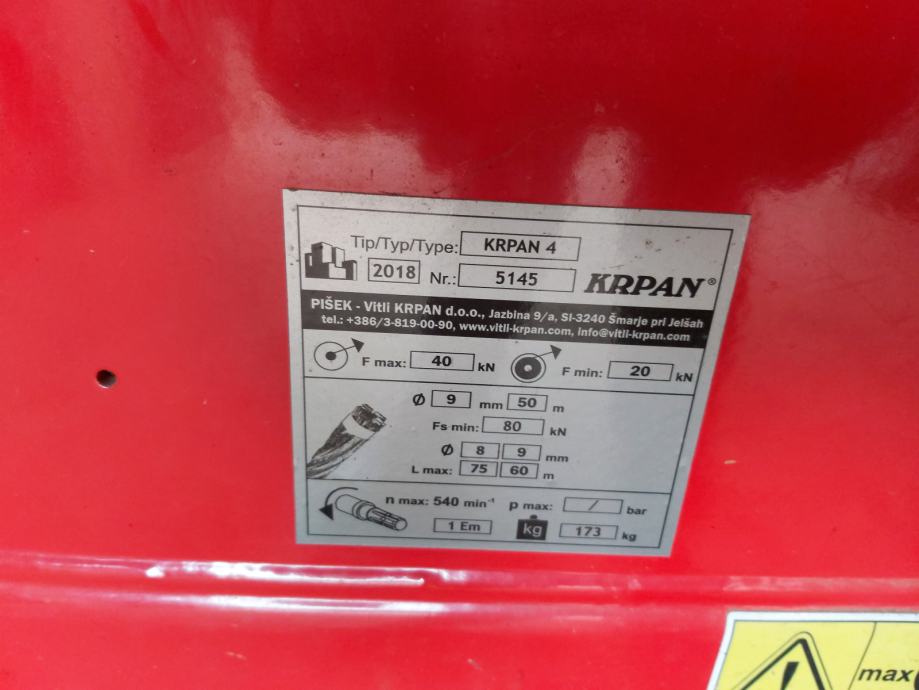 Tip/Typ/Type: KRPAN 4
2018 Nr.: 5145 KRPAN®
PIŠEK - Vitli KRPAN d.o.o., Jazbina 9/a, SI-3240 Šmarje pri Jelšah
tel.: +386/3-819-00-90, www.vitli-krpan.com, info@vitli-krpan.com
F max: 40 kN F min: 20 kN
Ø 9 mm 50 m
Fs min: 80 kN
Ø 8 9 mm
L max: 75 60 m
n max: 540 min⁻¹ p max: / bar
1 Em kg 173 kg
max